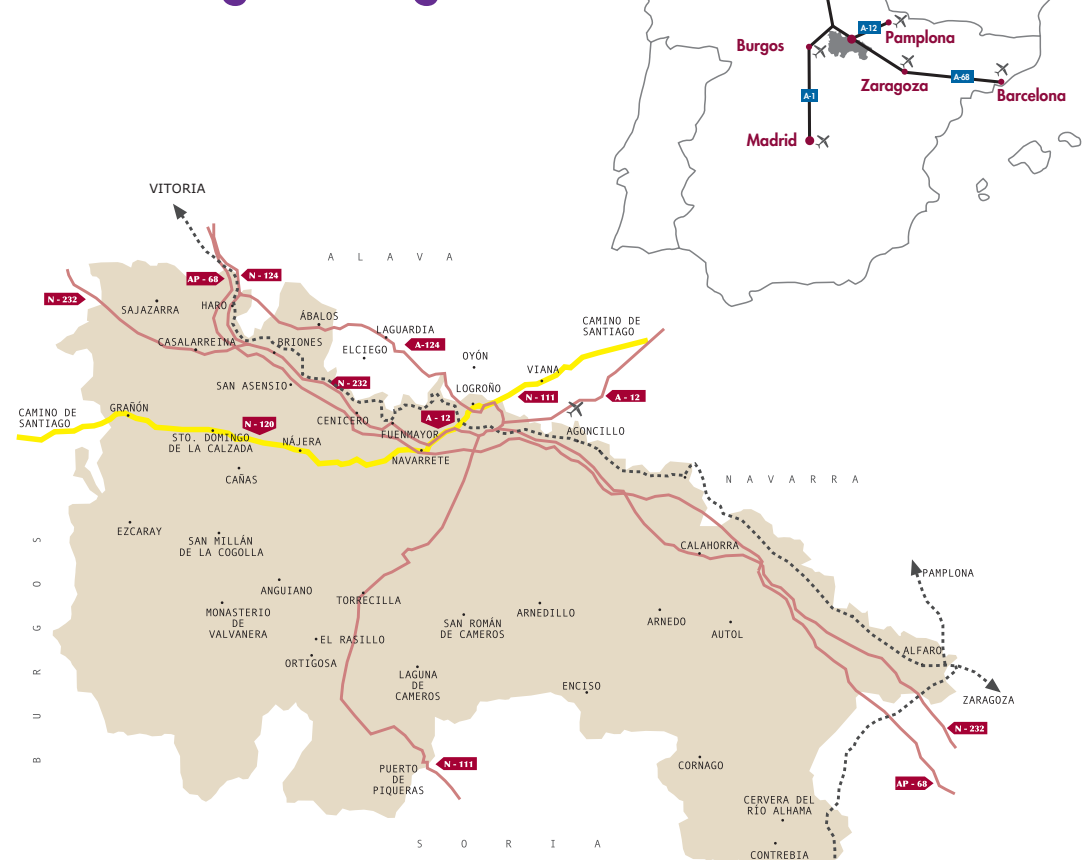 A-12
Pamplona
Burgos
Zaragoza
A-68
Barcelona
A-1
Madrid
VITORIA
A L A V A
AP - 68
N - 124
N - 232
SAJAZARRA
HARO
ÁBALOS
LAGUARDIA
CAMINO DE
SANTIAGO
CASALARREINA
BRIONES
ELCIEGO
A-124
OYÓN
VIANA
SAN ASENSIO
N - 232
LOGROÑO
N - 111
A - 12
CAMINO DE
SANTIAGO
GRAÑÓN
N - 120
CENICERO
A - 12
FUENMAYOR
AGONCILLO
STO. DOMINGO
DE LA CALZADA
NÁJERA
NAVARRETE
CAÑAS
N A V A R R A
EZCARAY
SAN MILLÁN
DE LA COGOLLA
CALAHORRA
PAMPLONA
ANGUIANO
TORRECILLA
MONASTERIO
DE
VALVANERA
SAN ROMÁN
DE CAMEROS
ARNEDILLO
ARNEDO
AUTOL
EL RASILLO
ORTIGOSA
ALFARO
LAGUNA
DE
CAMEROS
ENCISO
ZARAGOZA
B U R G O S
N - 232
PUERTO
DE
PIQUERAS
N - 111
CORNAGO
AP - 68
CERVERA DEL
RÍO ALHAMA
S O R I A
CONTREBIA